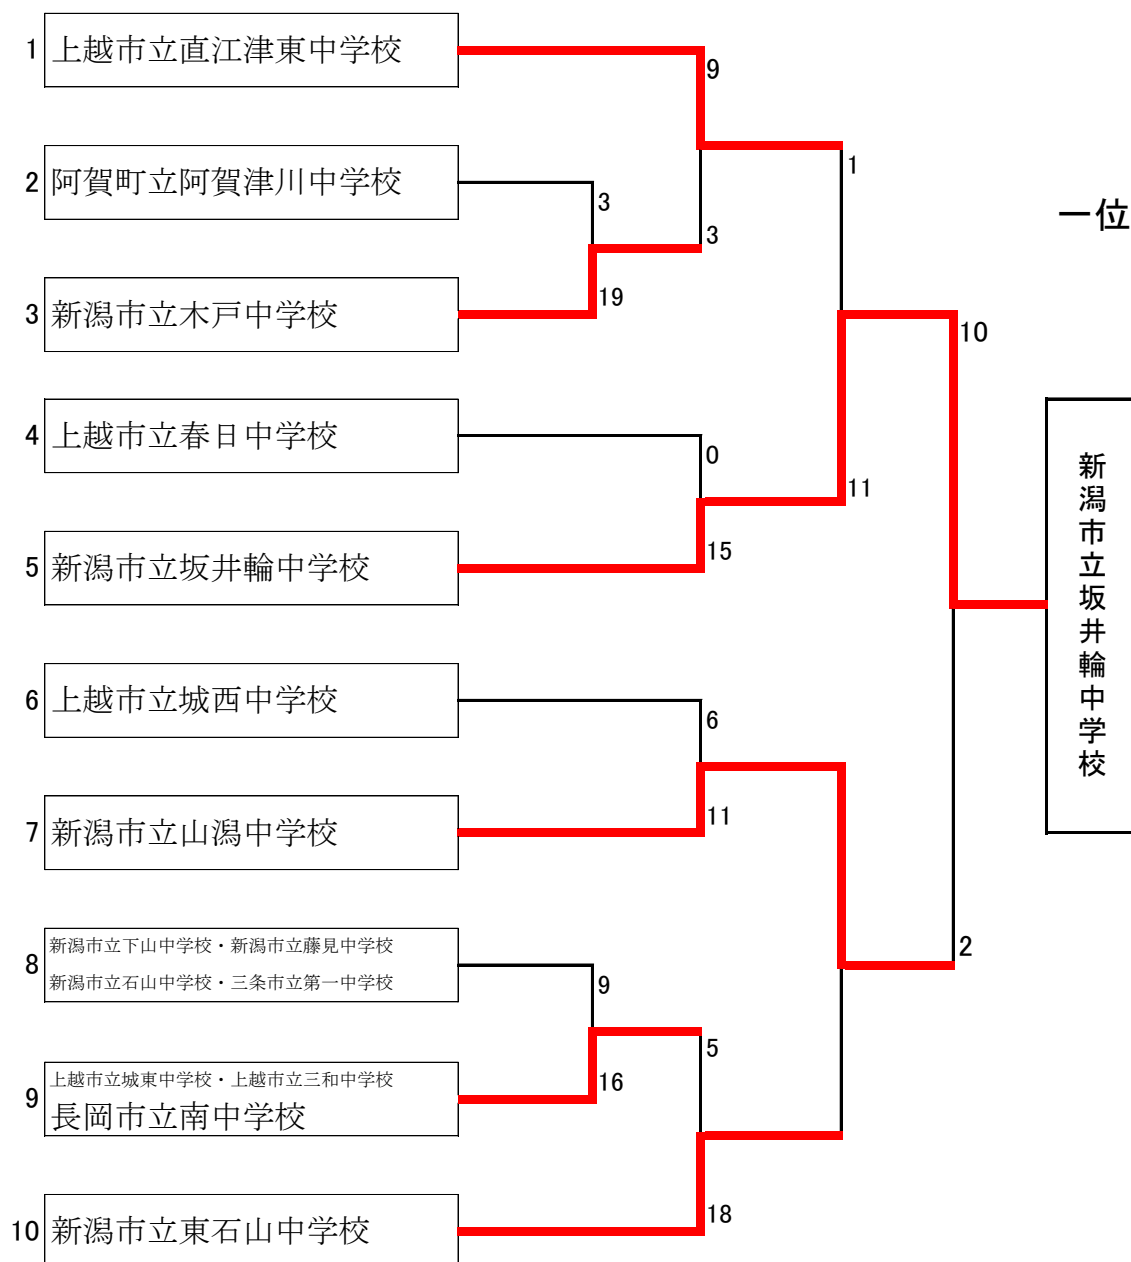 1 上越市立直江津東中学校
9
2 阿賀町立阿賀津川中学校
3
3
1
一位
3 新潟市立木戸中学校
19
10
4 上越市立春日中学校
0
11
5 新潟市立坂井輪中学校
15
新潟市立坂井輪中学校
6 上越市立城西中学校
6
7 新潟市立山潟中学校
11
8 新潟市立下山中学校・新潟市立藤見中学校
新潟市立石山中学校・三条市立第一中学校
9
2
5
9 上越市立城東中学校・上越市立三和中学校
長岡市立南中学校
16
10 新潟市立東石山中学校
18